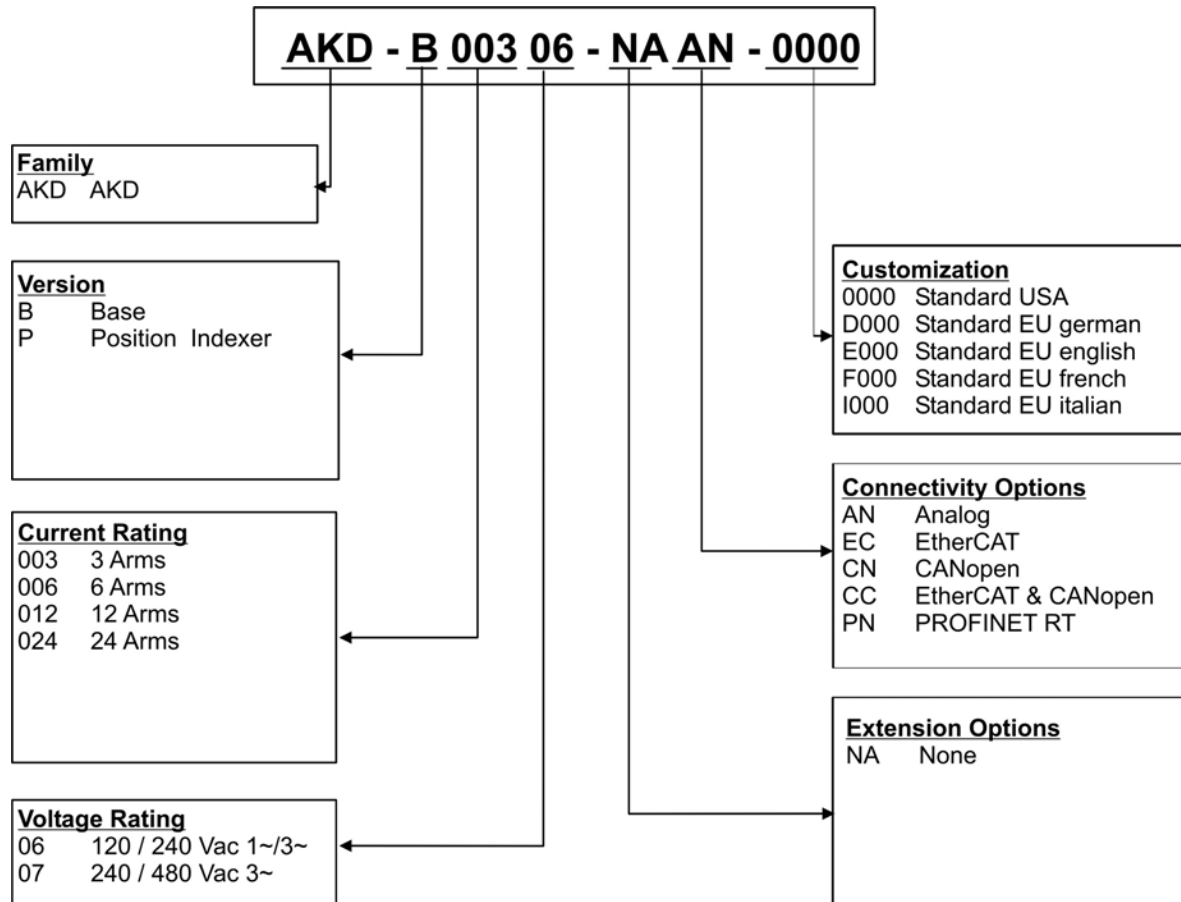 AKD - B 003 06 - NA AN - 0000
Family
AKD AKD
Version
B Base
P Position Indexer
Current Rating
003 3 Arms
006 6 Arms
012 12 Arms
024 24 Arms
Voltage Rating
06 120 / 240 Vac 1~/3~
07 240 / 480 Vac 3~
Customization
0000 Standard USA
D000 Standard EU german
E000 Standard EU english
F000 Standard EU french
I000 Standard EU italian
Connectivity Options
AN Analog
EC EtherCAT
CN CANopen
CC EtherCAT & CANopen
PN PROFINET RT
Extension Options
NA None